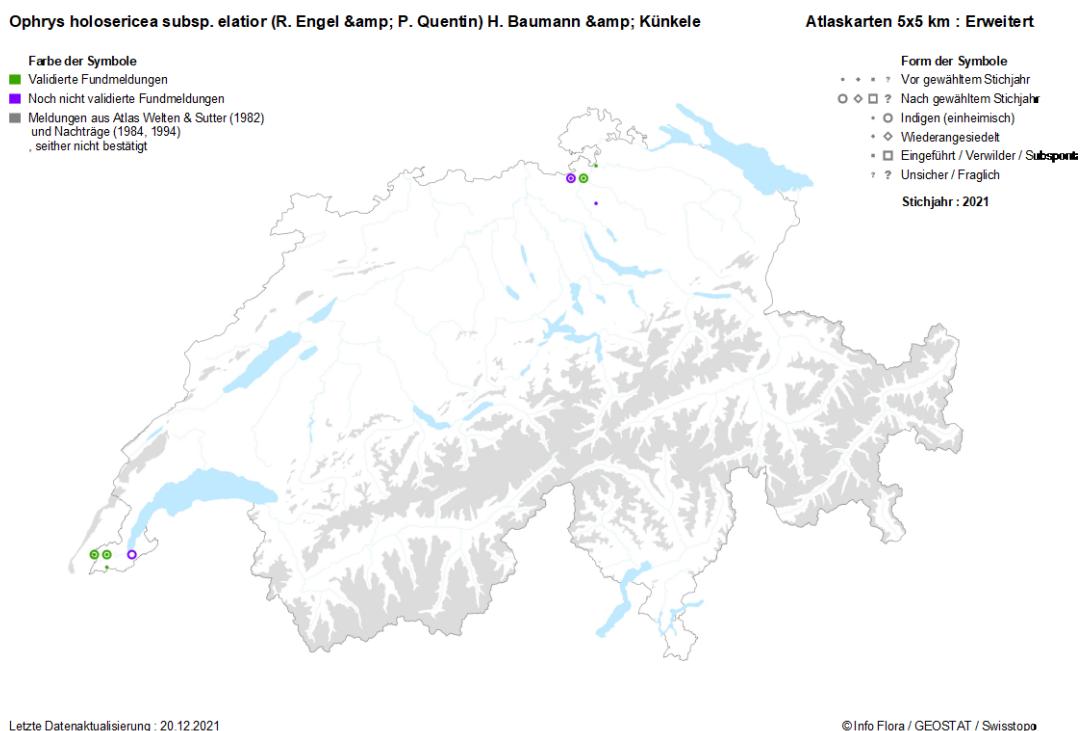 Ophrys holosericea subsp. elatior (R. Engel &amp; P. Quentin) H. Baumann &amp; Künkele
Atlaskarten 5x5 km : Erweitert
Farbe der Symbole
Validierte Fundmeldungen
Noch nicht validierte Fundmeldungen
Meldungen aus Atlas Welten & Sutter (1982)
und Nachträge (1984, 1994)
, seither nicht bestätigt
Form der Symbole
? Vor gewähltem Stichjahr
? Nach gewähltem Stichjahr
Indigen (einheimisch)
Wiederangesiedelt
Eingeführt / Verwilder / Subsponta
? ? Unsicher / Fraglich
Stichjahr : 2021
Letzte Datenaktualisierung : 20.12.2021
© Info Flora / GEOSTAT / Swisstopo